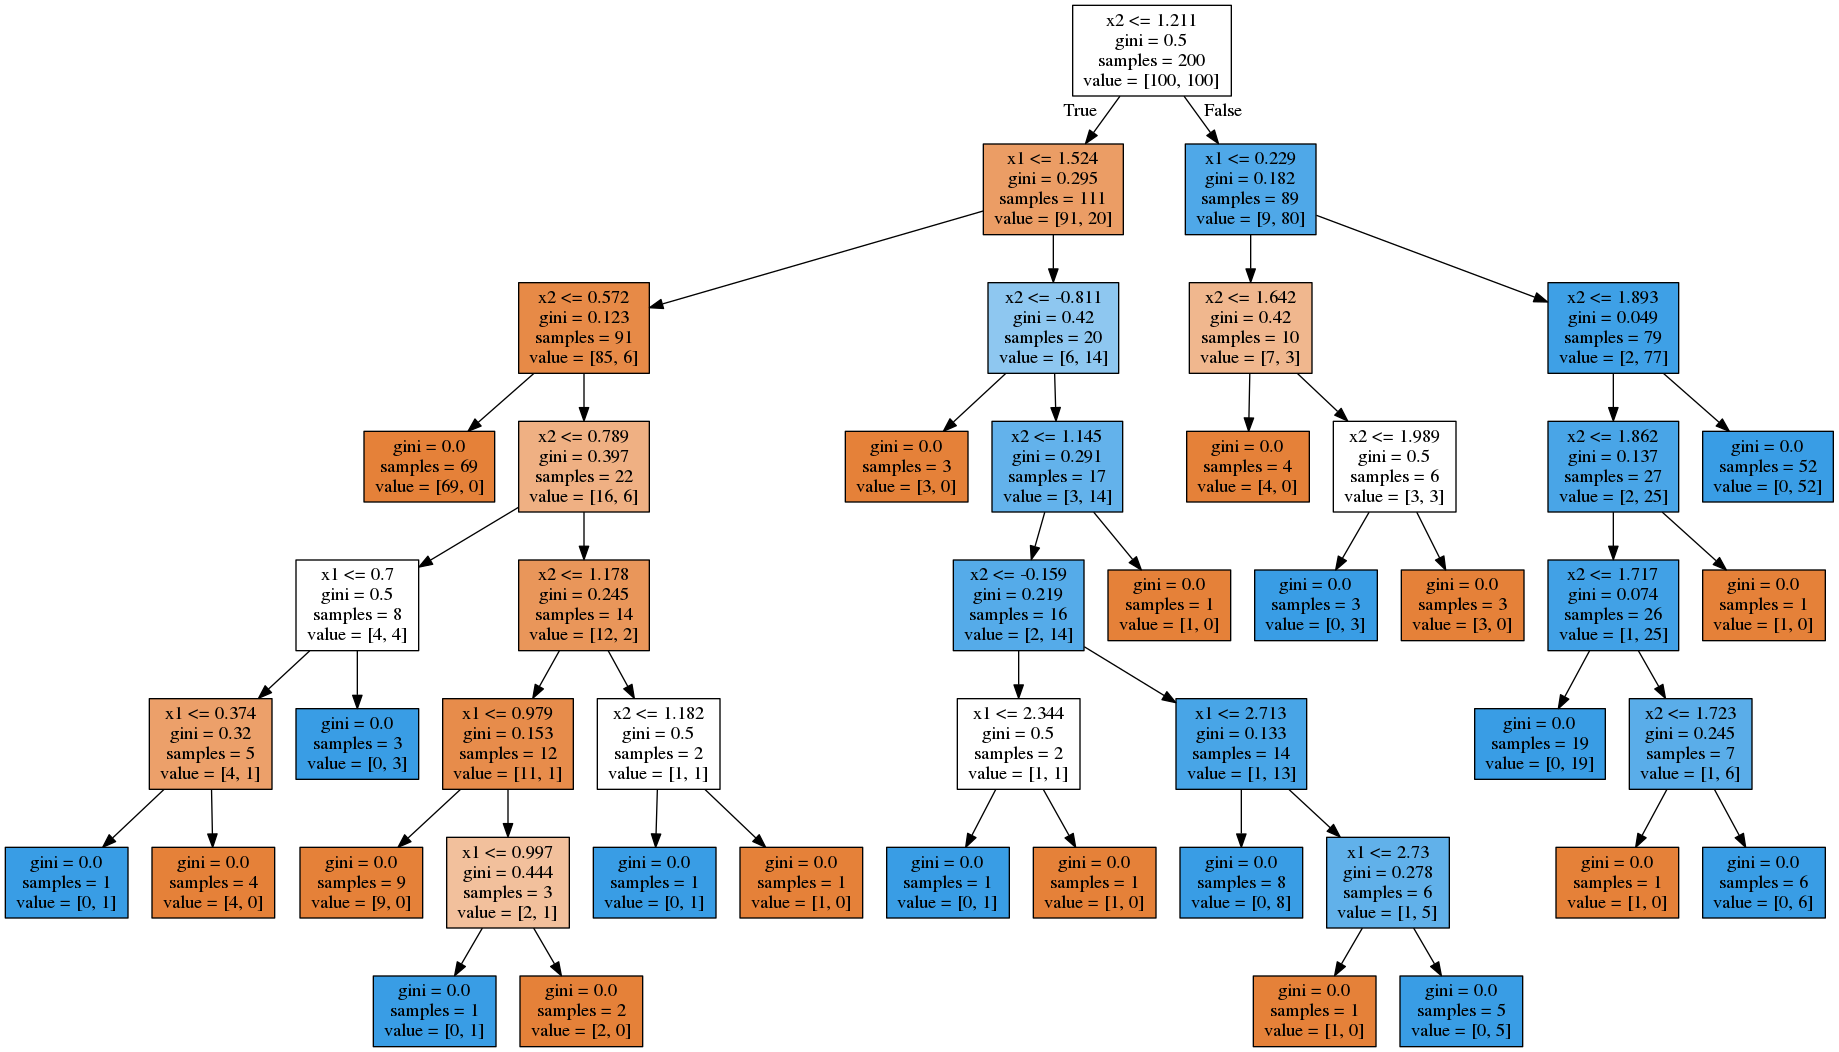 x2 <= 1.211
gini = 0.5
samples = 200
value = [100, 100]
True
False
x1 <= 1.524
gini = 0.295
samples = 111
value = [91, 20]
x1 <= 0.229
gini = 0.182
samples = 89
value = [9, 80]
x2 <= 0.572
gini = 0.123
samples = 91
value = [85, 6]
x2 <= -0.811
gini = 0.42
samples = 20
value = [6, 14]
x2 <= 1.642
gini = 0.42
samples = 10
value = [7, 3]
x2 <= 1.893
gini = 0.049
samples = 79
value = [2, 77]
gini = 0.0
samples = 69
value = [69, 0]
x2 <= 0.789
gini = 0.397
samples = 22
value = [16, 6]
gini = 0.0
samples = 3
value = [3, 0]
x2 <= 1.145
gini = 0.291
samples = 17
value = [3, 14]
gini = 0.0
samples = 4
value = [4, 0]
x2 <= 1.989
gini = 0.5
samples = 6
value = [3, 3]
x2 <= 1.862
gini = 0.137
samples = 27
value = [2, 25]
gini = 0.0
samples = 52
value = [0, 52]
x1 <= 0.7
gini = 0.5
samples = 8
value = [4, 4]
x2 <= 1.178
gini = 0.245
samples = 14
value = [12, 2]
x2 <= -0.159
gini = 0.219
samples = 16
value = [2, 14]
gini = 0.0
samples = 1
value = [1, 0]
gini = 0.0
samples = 3
value = [0, 3]
gini = 0.0
samples = 3
value = [3, 0]
x2 <= 1.717
gini = 0.074
samples = 26
value = [1, 25]
gini = 0.0
samples = 1
value = [1, 0]
x1 <= 0.374
gini = 0.32
samples = 5
value = [4, 1]
gini = 0.0
samples = 3
value = [0, 3]
x1 <= 0.979
gini = 0.153
samples = 12
value = [11, 1]
x2 <= 1.182
gini = 0.5
samples = 2
value = [1, 1]
x1 <= 2.344
gini = 0.5
samples = 2
value = [1, 1]
x1 <= 2.713
gini = 0.133
samples = 14
value = [1, 13]
gini = 0.0
samples = 19
value = [0, 19]
x2 <= 1.723
gini = 0.245
samples = 7
value = [1, 6]
gini = 0.0
samples = 1
value = [0, 1]
gini = 0.0
samples = 4
value = [4, 0]
gini = 0.0
samples = 9
value = [9, 0]
x1 <= 0.997
gini = 0.444
samples = 3
value = [2, 1]
gini = 0.0
samples = 1
value = [0, 1]
gini = 0.0
samples = 1
value = [1, 0]
gini = 0.0
samples = 1
value = [0, 1]
gini = 0.0
samples = 1
value = [1, 0]
gini = 0.0
samples = 8
value = [0, 8]
x1 <= 2.73
gini = 0.278
samples = 6
value = [1, 5]
gini = 0.0
samples = 1
value = [1, 0]
gini = 0.0
samples = 6
value = [0, 6]
gini = 0.0
samples = 1
value = [0, 1]
gini = 0.0
samples = 2
value = [2, 0]
gini = 0.0
samples = 1
value = [1, 0]
gini = 0.0
samples = 5
value = [0, 5]